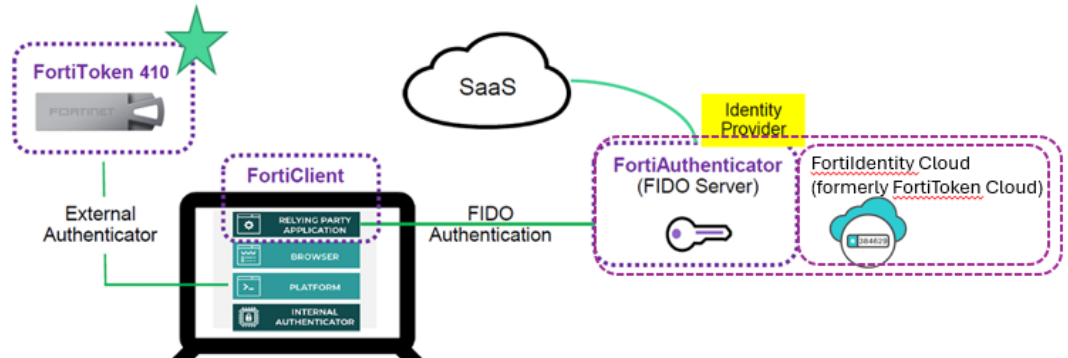 FortiToken 410
FORTINET
External
Authenticator
FortiClient
RELYING PARTY
APPLICATION
BROWSER
PLATFORM
INTERNAL
AUTHENTICATOR
SaaS
FIDO
Authentication
Identity
Provider
FortiAuthenticator
(FIDO Server)
FortiIdentity Cloud
(formerly FortiToken Cloud)
384629